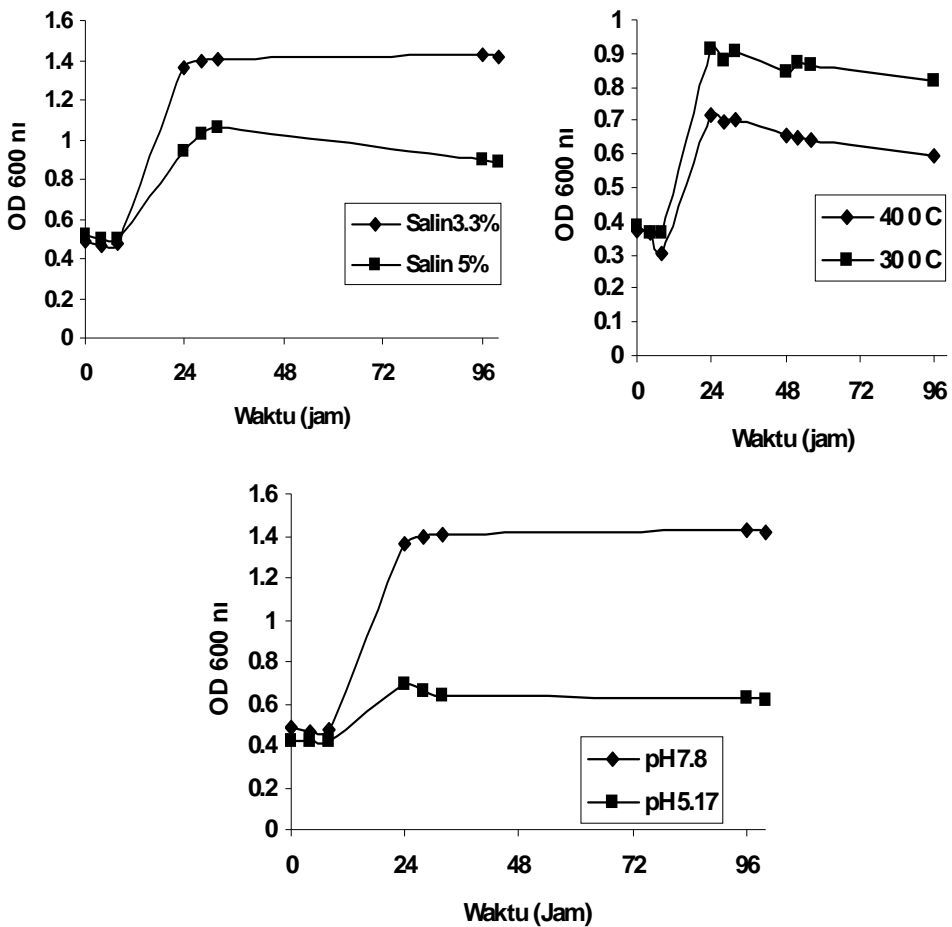 1.6
1.4
1.2
1
0.8
0.6
0.4
0.2
0
OD 600 nı
0 24 48 72 96
Waktu (jam)
Salin3.3%
Salin 5%
1
0.9
0.8
0.7
0.6
0.5
0.4
0.3
0.2
0.1
0
OD 600 nı
0 24 48 72 96
Waktu (jam)
40 0 C
30 0 C
1.6
1.4
1.2
1
0.8
0.6
0.4
0.2
0
OD 600 nı
0 24 48 72 96
Waktu (Jam)
pH7.8
pH5.17